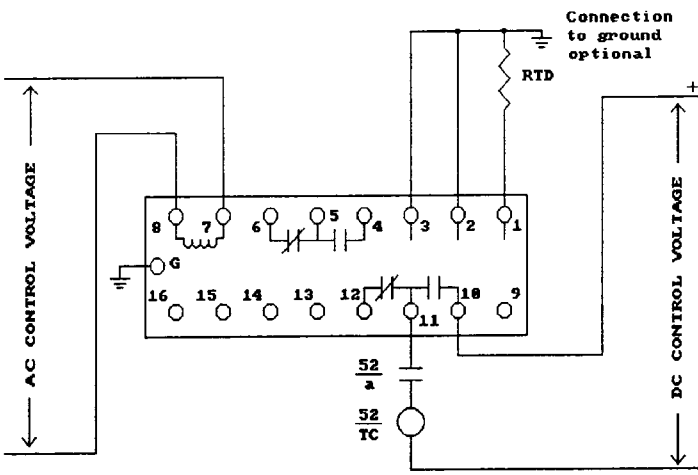 Connection
to ground
optional
RTD
+
AC CONTROL VOLTAGE
DC CONTROL VOLTAGE
8 7 6 5 4 3 2 1
G
16 15 14 13 12 11 10 9
52
a
52
TC